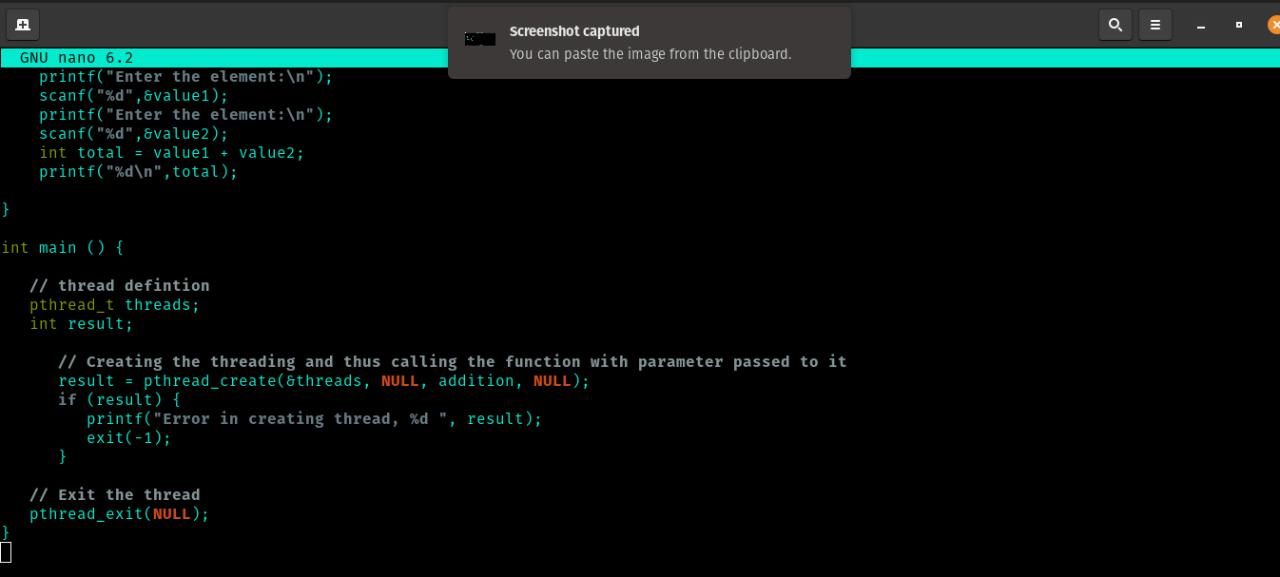 Screenshot captured
You can paste the image from the clipboard.
GNU nano 6.2
printf("Enter the element:\n");
scanf("%d",&value1);
printf("Enter the element:\n");
scanf("%d",&value2);
int total = value1 + value2;
printf("%d\n",total);
}
int main () {
// thread defintion
pthread_t threads;
int result;
// Creating the threading and thus calling the function with parameter passed to it
result = pthread_create(&threads, NULL, addition, NULL);
if (result) {
printf("Error in creating thread, %d ", result);
exit(-1);
}
// Exit the thread
pthread_exit(NULL);
}